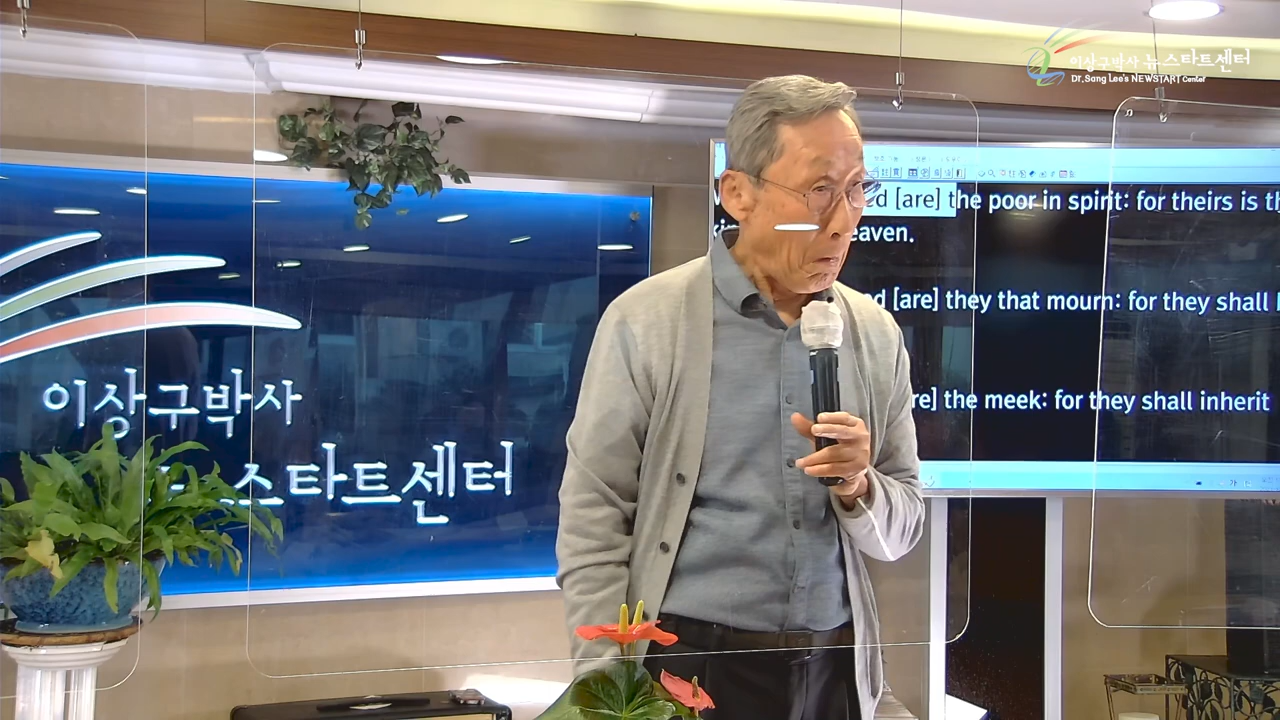 이상구박사 뉴스타트센터
Dr. Sang Lee's NEWSTART Center
ed [are] the poor in spirit: for theirs is th
eaven.
ed [are] they that mourn: for they shall
re] the meek: for they shall inherit
이상구박사
스타트센터